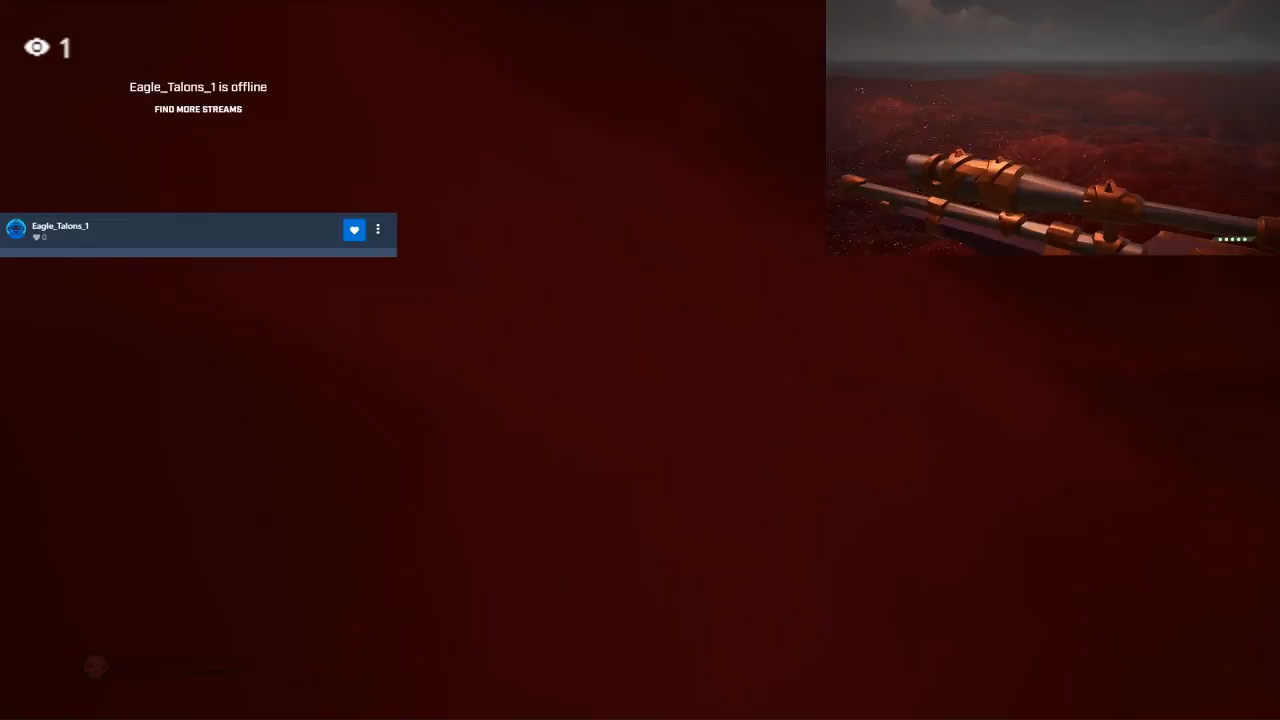 1
Eagle_Talons_1 is offline
FIND MORE STREAMS
Eagle_Talons_1
0